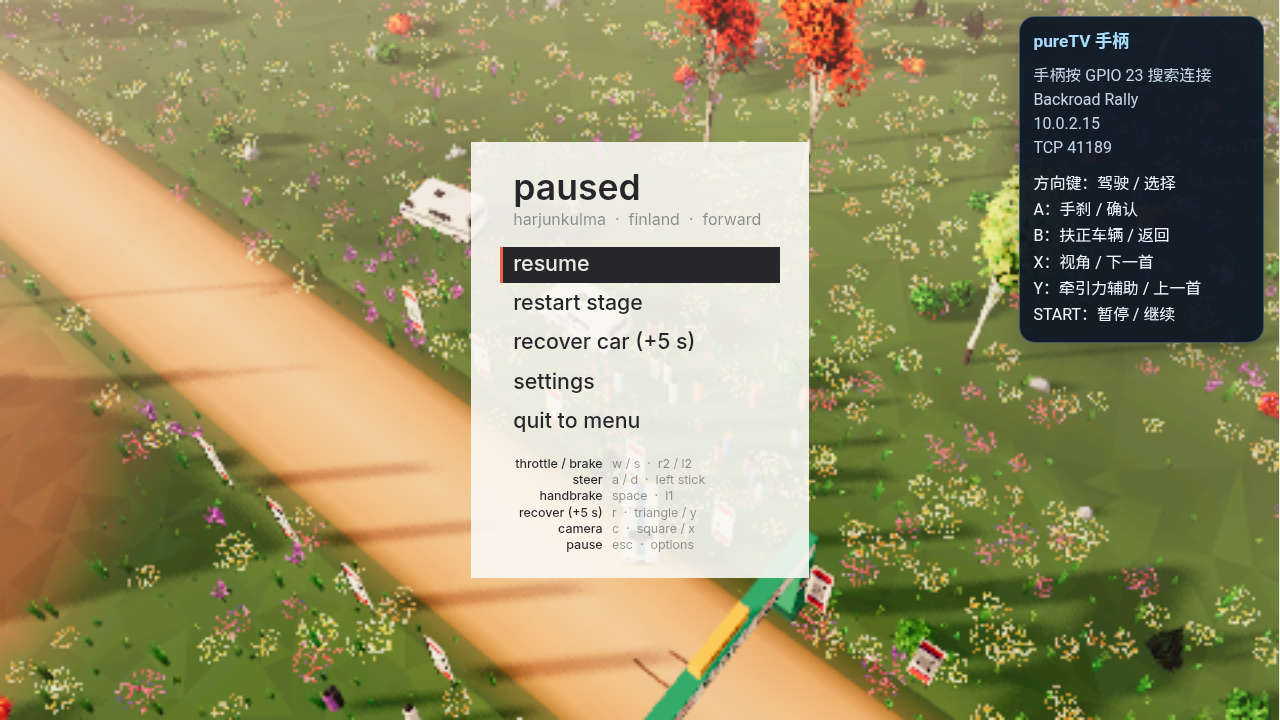 paused
harjunkulma · finland · forward
resume
restart stage
recover car (+5 s)
settings
quit to menu
throttle / brake w / s · r2 / l2
steer a / d · left stick
handbrake space · l1
recover (+5 s) r · triangle / y
camera c · square / x
pause esc · options
pureTV 手柄
手柄按 GPIO 23 搜索连接
Backroad Rally
10.0.2.15
TCP 41189
方向键：驾驶 / 选择
A：手刹 / 确认
B：扶正车辆 / 返回
X：视角 / 下一首
Y：牵引力辅助 / 上一首
START：暂停 / 继续